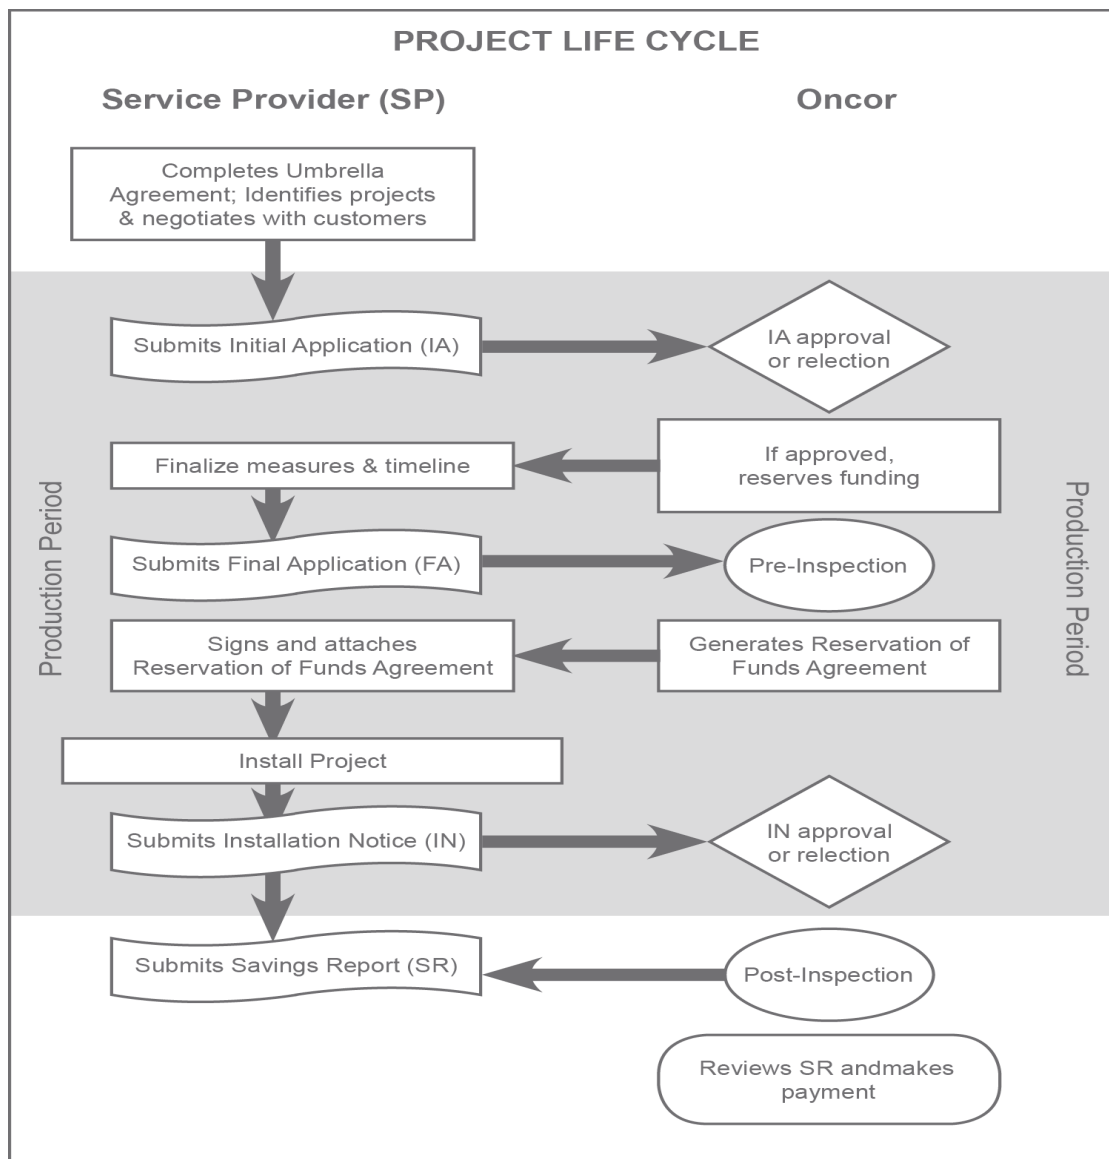 PROJECT LIFE CYCLE
Service Provider (SP)
Oncor
Completes Umbrella
Agreement; Identifies projects
& negotiates with customers
Submits Initial Application (IA)
IA approval
or relection
Finalize measures & timeline
If approved,
reserves funding
Submits Final Application (FA)
Pre-Inspection
Signs and attaches
Reservation of Funds Agreement
Generates Reservation of
Funds Agreement
Install Project
Submits Installation Notice (IN)
IN approval
or relection
Submits Savings Report (SR)
Post-Inspection
Reviews SR andmakes
payment
Production Period
Production Period